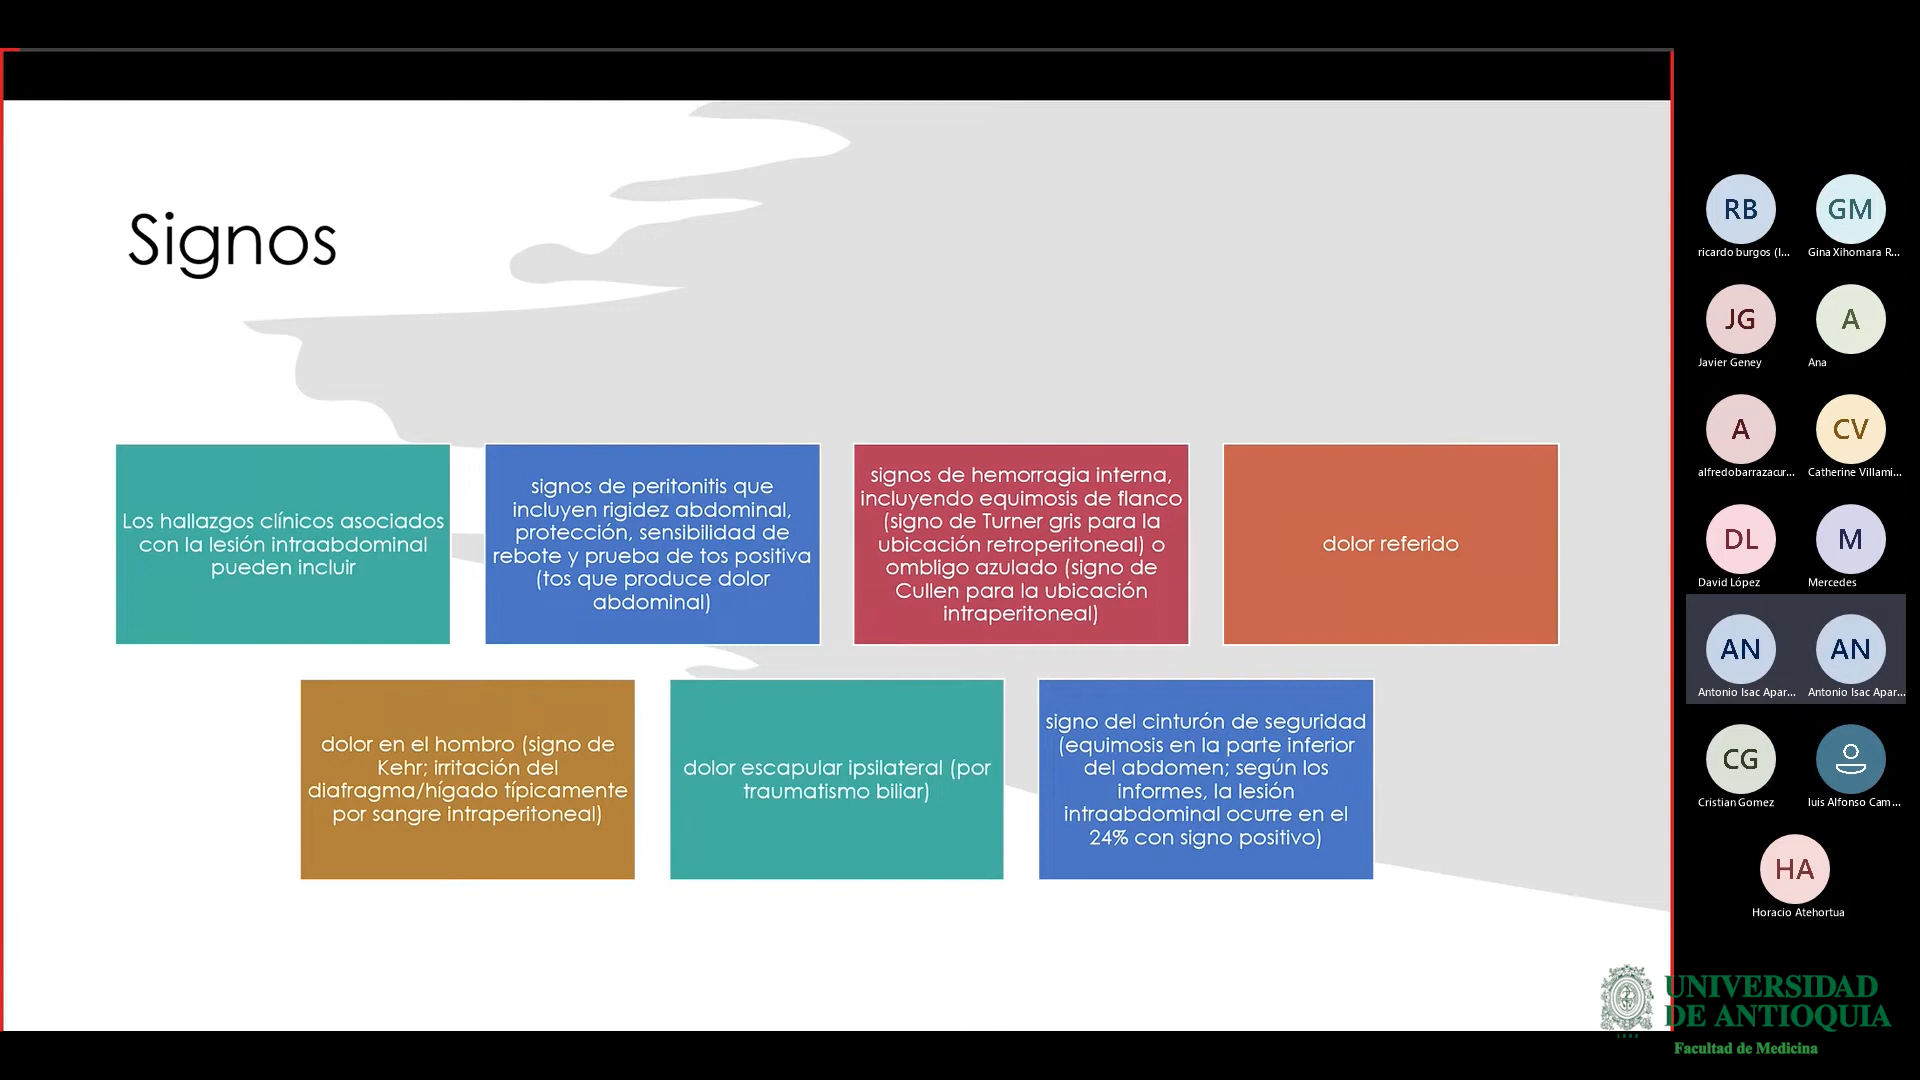 Signos
Los hallazgos clínicos asociados
con la lesión intraabdominal
pueden incluir
signos de peritonitis que
incluyen rigidez abdominal,
protección, sensibilidad de
rebote y prueba de tos positiva
(tos que produce dolor
abdominal)
signos de hemorragia interna,
incluyendo equimosis de flanco
(signo de Turner gris para la
ubicación retroperitoneal) o
ombligo azulado (signo de
Cullen para la ubicación
intraperitoneal)
dolor referido
dolor en el hombro (signo de
Kehr; irritación del
diafragma/hígado típicamente
por sangre intraperitoneal)
dolor escapular ipsilateral (por
traumatismo biliar)
signo del cinturón de seguridad
(equimosis en la parte inferior
del abdomen; según los
informes, la lesión
intraabdominal ocurre en el
24% con signo positivo)
RB
GM
ricardo burgos (I...
Gina Xihomara R...
JG
A
Javier Geney
Ana
A
CV
alfredobarrazacur...
Catherine Villami...
DL
M
David López
Mercedes
AN
AN
Antonio Isac Apar...
Antonio Isac Apar...
CG
Cristian Gomez
luis Alfonso Cam...
HA
Horacio Atehortua
UNIVERSIDAD
DE ANTIOQUIA
Facultad de Medicina